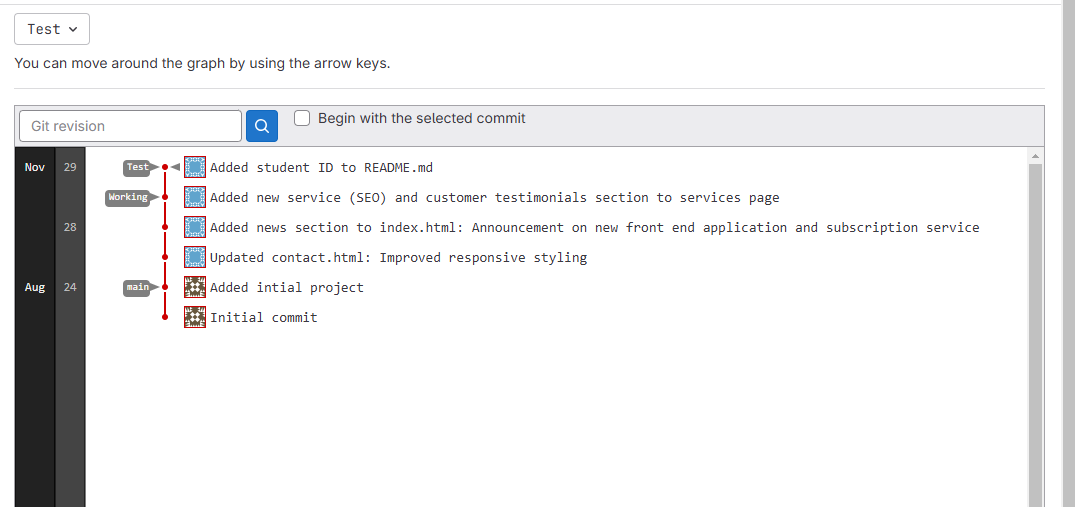 Test
You can move around the graph by using the arrow keys.
Git revision
Begin with the selected commit
Nov 29 Test Added student ID to README.md
Working Added new service (SEO) and customer testimonials section to services page
28 Added news section to index.html: Announcement on new front end application and subscription service
Updated contact.html: Improved responsive styling
Aug 24 main Added intial project
Initial commit